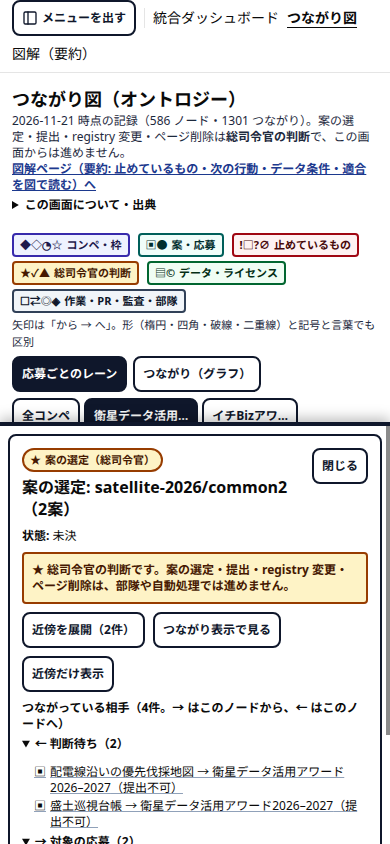 メニューを出す
統合ダッシュボード
つながり図
図解（要約）
つながり図（オントロジー）
2026-11-21 時点の記録（586 ノード・1301 つながり）。案の選
定・提出・registry 変更・ページ削除は総司令官の判断で、この画
面からは進めません。
図解ページ（要約: 止めているもの・次の行動・データ条件・適合
を図で読む）へ
▶ この画面について・出典
◆◇◔☆ コンペ・枠
▣● 案・応募
!□?⊘ 止めているもの
★✓▲ 総司令官の判断
▤© データ・ライセンス
☐⇄◎◆ 作業・PR・監査・部隊
矢印は「から → へ」。形（楕円・四角・破線・二重線）と記号と言葉でも
区別
応募ごとのレーン
つながり（グラフ）
全コンペ
衛星データ活用…
イチBizアワ…
★ 案の選定（総司令官）
閉じる
案の選定: satellite-2026/common2
（2案）
状態: 未決
★ 総司令官の判断です。案の選定・提出・registry 変更・
ページ削除は、部隊や自動処理では進めません。
近傍を展開（2件）
つながり表示で見る
近傍だけ表示
つながっている相手（4件。→ はこのノードから、← はこのノ
ードへ）
▼ ← 判断待ち（2）
▣ 配電線沿いの優先伐採地図 → 衛星データ活用アワード
2026–2027（提出不可）
▣ 盛土巡視台帳 → 衛星データ活用アワード2026–2027（提
出不可）
▼ → 対象の応募（2）